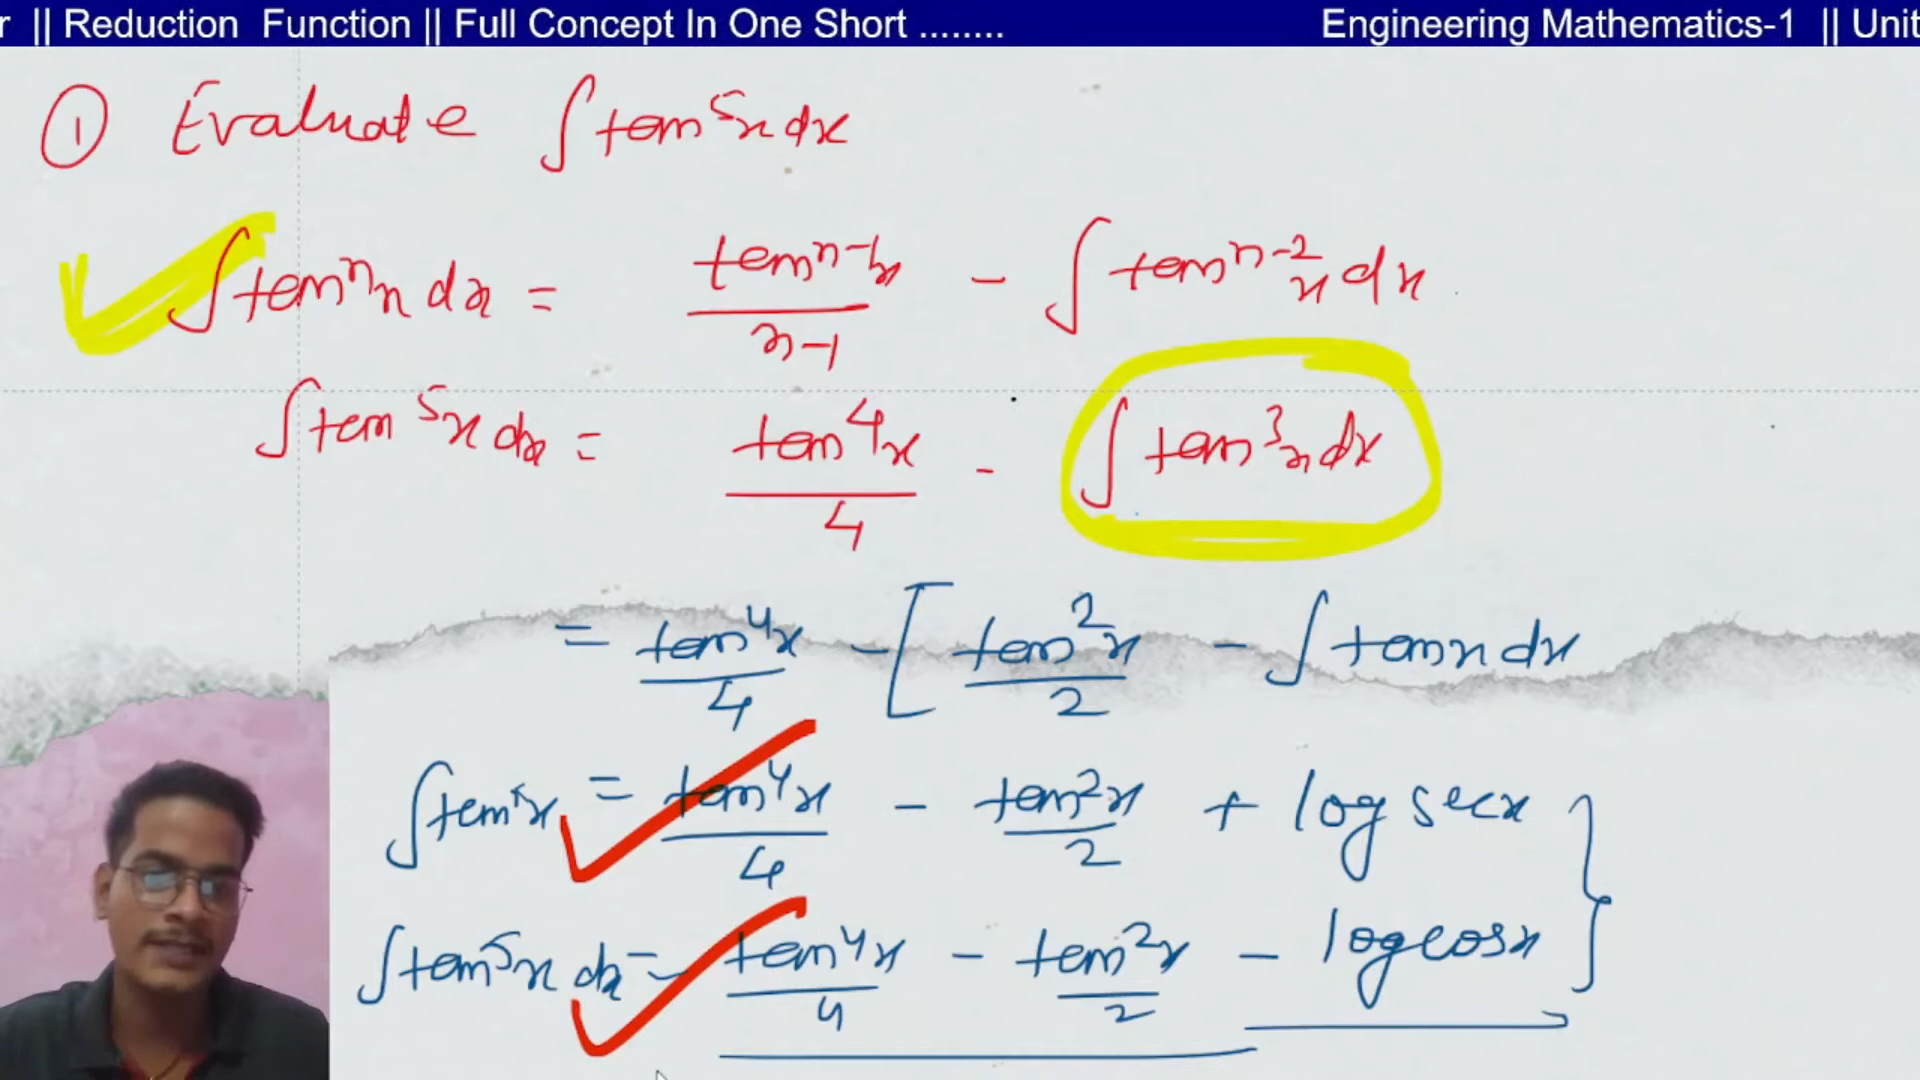 r || Reduction Function || Full Concept In One Short ........ Engineering Mathematics-1 || Unit
① Evaluate ∫ tan⁵x dx
∫ tanⁿx dx = tanⁿ⁻¹x / n-1 - ∫ tanⁿ⁻²x dx
∫ tan⁵x dx = tan⁴x / 4 - ∫ tan³x dx
= tan⁴x / 4 - [ tan²x / 2 - ∫ tanx dx
∫ tan⁵x = tan⁴x / 4 - tan²x / 2 + log secx }
∫ tan⁵x dx = tan⁴x / 4 - tan²x / 2 - log cosx